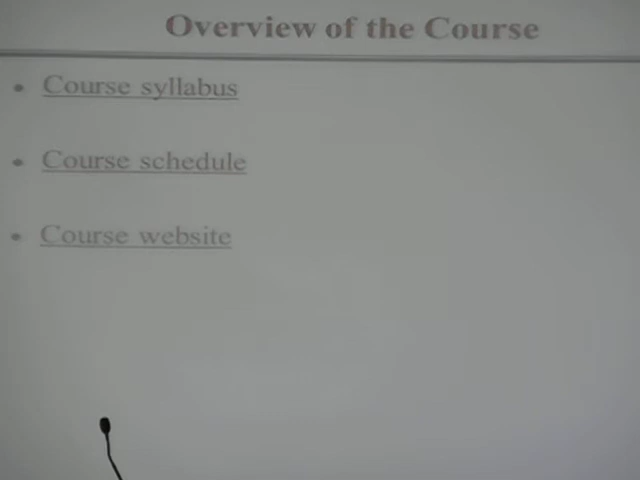 Overview of the Course
• Course syllabus
• Course schedule
• Course website